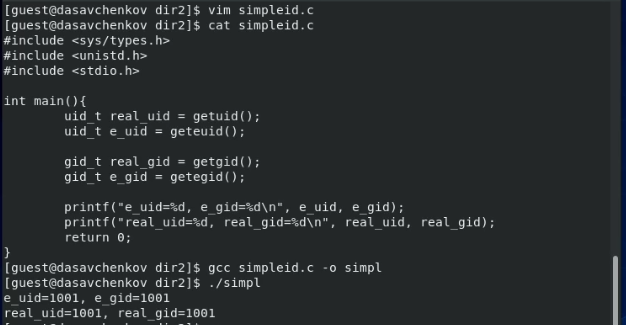 [guest@dasavchenkov dir2]$ vim simpleid.c
[guest@dasavchenkov dir2]$ cat simpleid.c
#include <sys/types.h>
#include <unistd.h>
#include <stdio.h>

int main(){
        uid_t real_uid = getuid();
        uid_t e_uid = geteuid();

        gid_t real_gid = getgid();
        gid_t e_gid = getegid();

        printf("e_uid=%d, e_gid=%d\n", e_uid, e_gid);
        printf("real_uid=%d, real_gid=%d\n", real_uid, real_gid);
        return 0;
}
[guest@dasavchenkov dir2]$ gcc simpleid.c -o simpl
[guest@dasavchenkov dir2]$ ./simpl
e_uid=1001, e_gid=1001
real_uid=1001, real_gid=1001